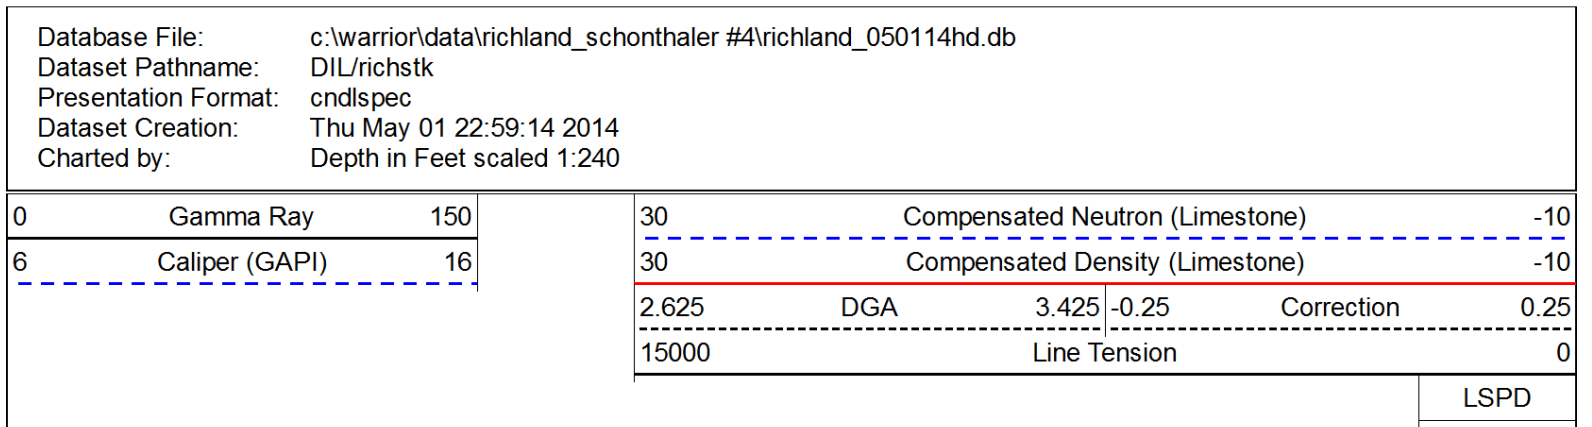 Database File: c:\warrior\data\richland_schonthaler #4\richland_050114hd.db
Dataset Pathname: DIL/richstk
Presentation Format: cndlspec
Dataset Creation: Thu May 01 22:59:14 2014
Charted by: Depth in Feet scaled 1:240
0 Gamma Ray 150 30 Compensated Neutron (Limestone) -10
6 Caliper (GAPI) 16 30 Compensated Density (Limestone) -10
2.625 DGA 3.425 -0.25 Correction 0.25
15000 Line Tension 0
LSPD